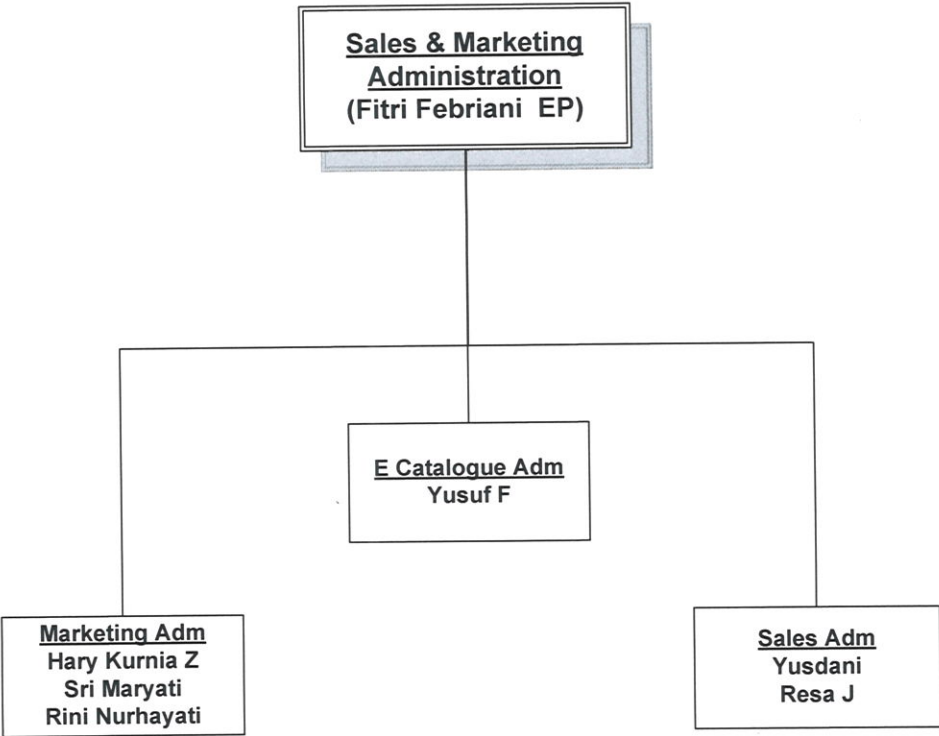 Sales & Marketing
Administration
(Fitri Febriani EP)
E Catalogue Adm
Yusuf F
Marketing Adm
Hary Kurnia Z
Sri Maryati
Rini Nurhayati
Sales Adm
Yusdani
Resa J